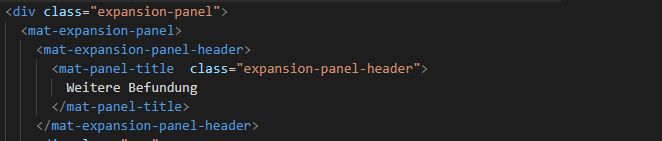 <div class="expansion-panel">
<mat-expansion-panel>
<mat-expansion-panel-header>
<mat-panel-title  class="expansion-panel-header">
Weitere Befundung
</mat-panel-title>
</mat-expansion-panel-header>